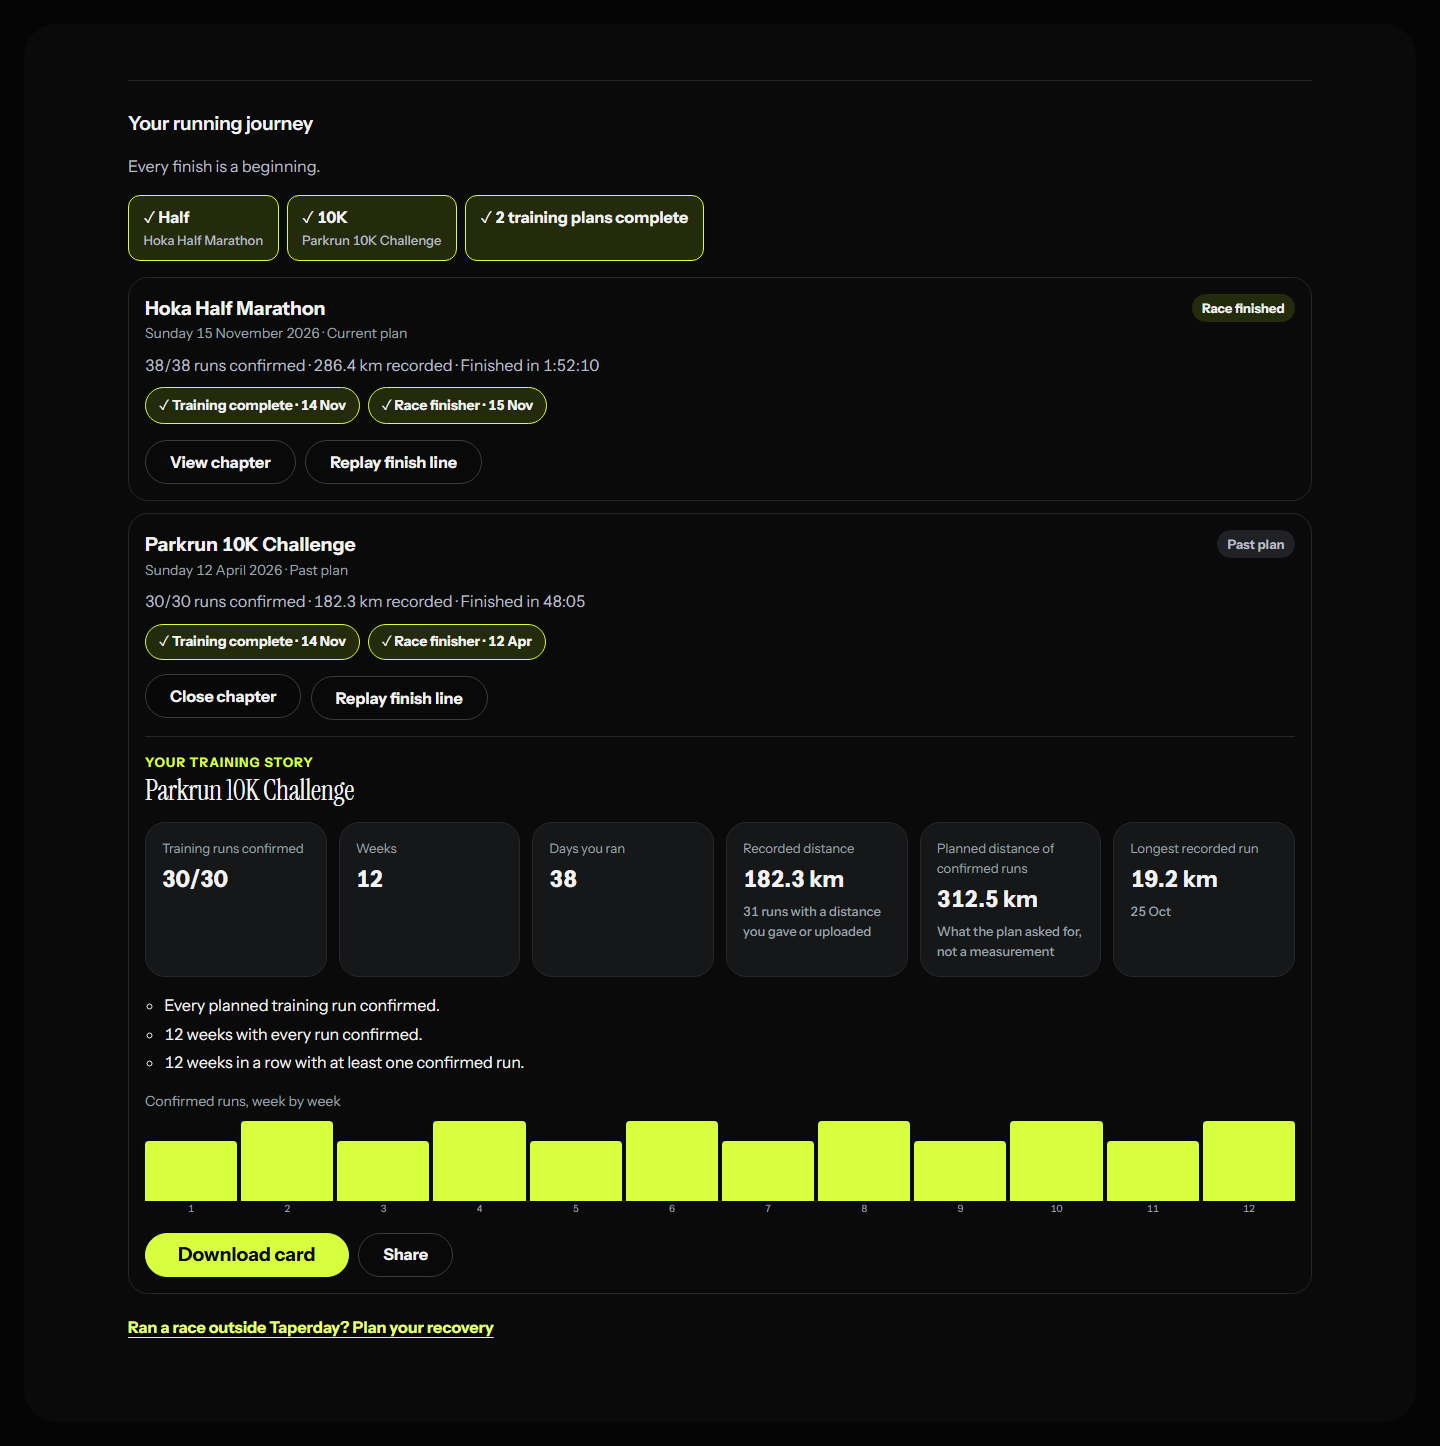 Your running journey
Every finish is a beginning.
✓ Half
Hoka Half Marathon
✓ 10K
Parkrun 10K Challenge
✓ 2 training plans complete
Hoka Half Marathon
Race finished
Sunday 15 November 2026 · Current plan
38/38 runs confirmed · 286.4 km recorded · Finished in 1:52:10
✓ Training complete · 14 Nov
✓ Race finisher · 15 Nov
View chapter
Replay finish line
Parkrun 10K Challenge
Past plan
Sunday 12 April 2026 · Past plan
30/30 runs confirmed · 182.3 km recorded · Finished in 48:05
✓ Training complete · 14 Nov
✓ Race finisher · 12 Apr
Close chapter
Replay finish line
YOUR TRAINING STORY
Parkrun 10K Challenge
Training runs confirmed
30/30
Weeks
12
Days you ran
38
Recorded distance
182.3 km
31 runs with a distance
you gave or uploaded
Planned distance of
confirmed runs
312.5 km
What the plan asked for,
not a measurement
Longest recorded run
19.2 km
25 Oct
Every planned training run confirmed.
12 weeks with every run confirmed.
12 weeks in a row with at least one confirmed run.
Confirmed runs, week by week
1 2 3 4 5 6 7 8 9 10 11 12
Download card
Share
Ran a race outside Taperday? Plan your recovery